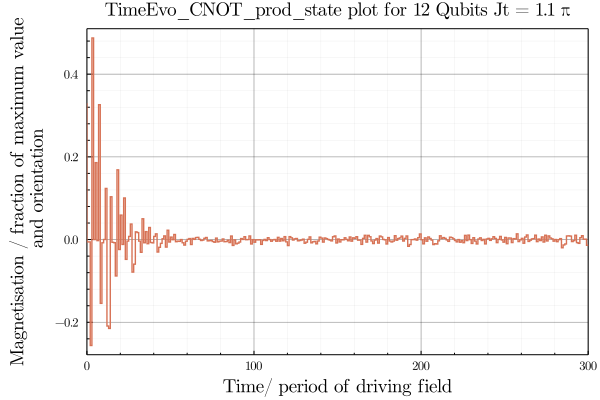 TimeEvo_CNOT_prod_state plot for 12 Qubits Jt = 1.1 π
Magnetisation / fraction of maximum value
and orientation
0.4
0.2
0.0
−0.2
0
100
200
300
Time/ period of driving field